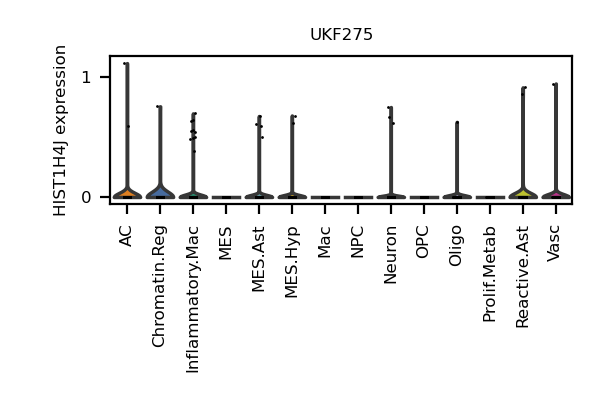 UKF275
HIST1H4J expression
1
0
AC
Chromatin.Reg
Inflammatory.Mac
MES
MES.Ast
MES.Hyp
Mac
NPC
Neuron
OPC
Oligo
Prolif.Metab
Reactive.Ast
Vasc